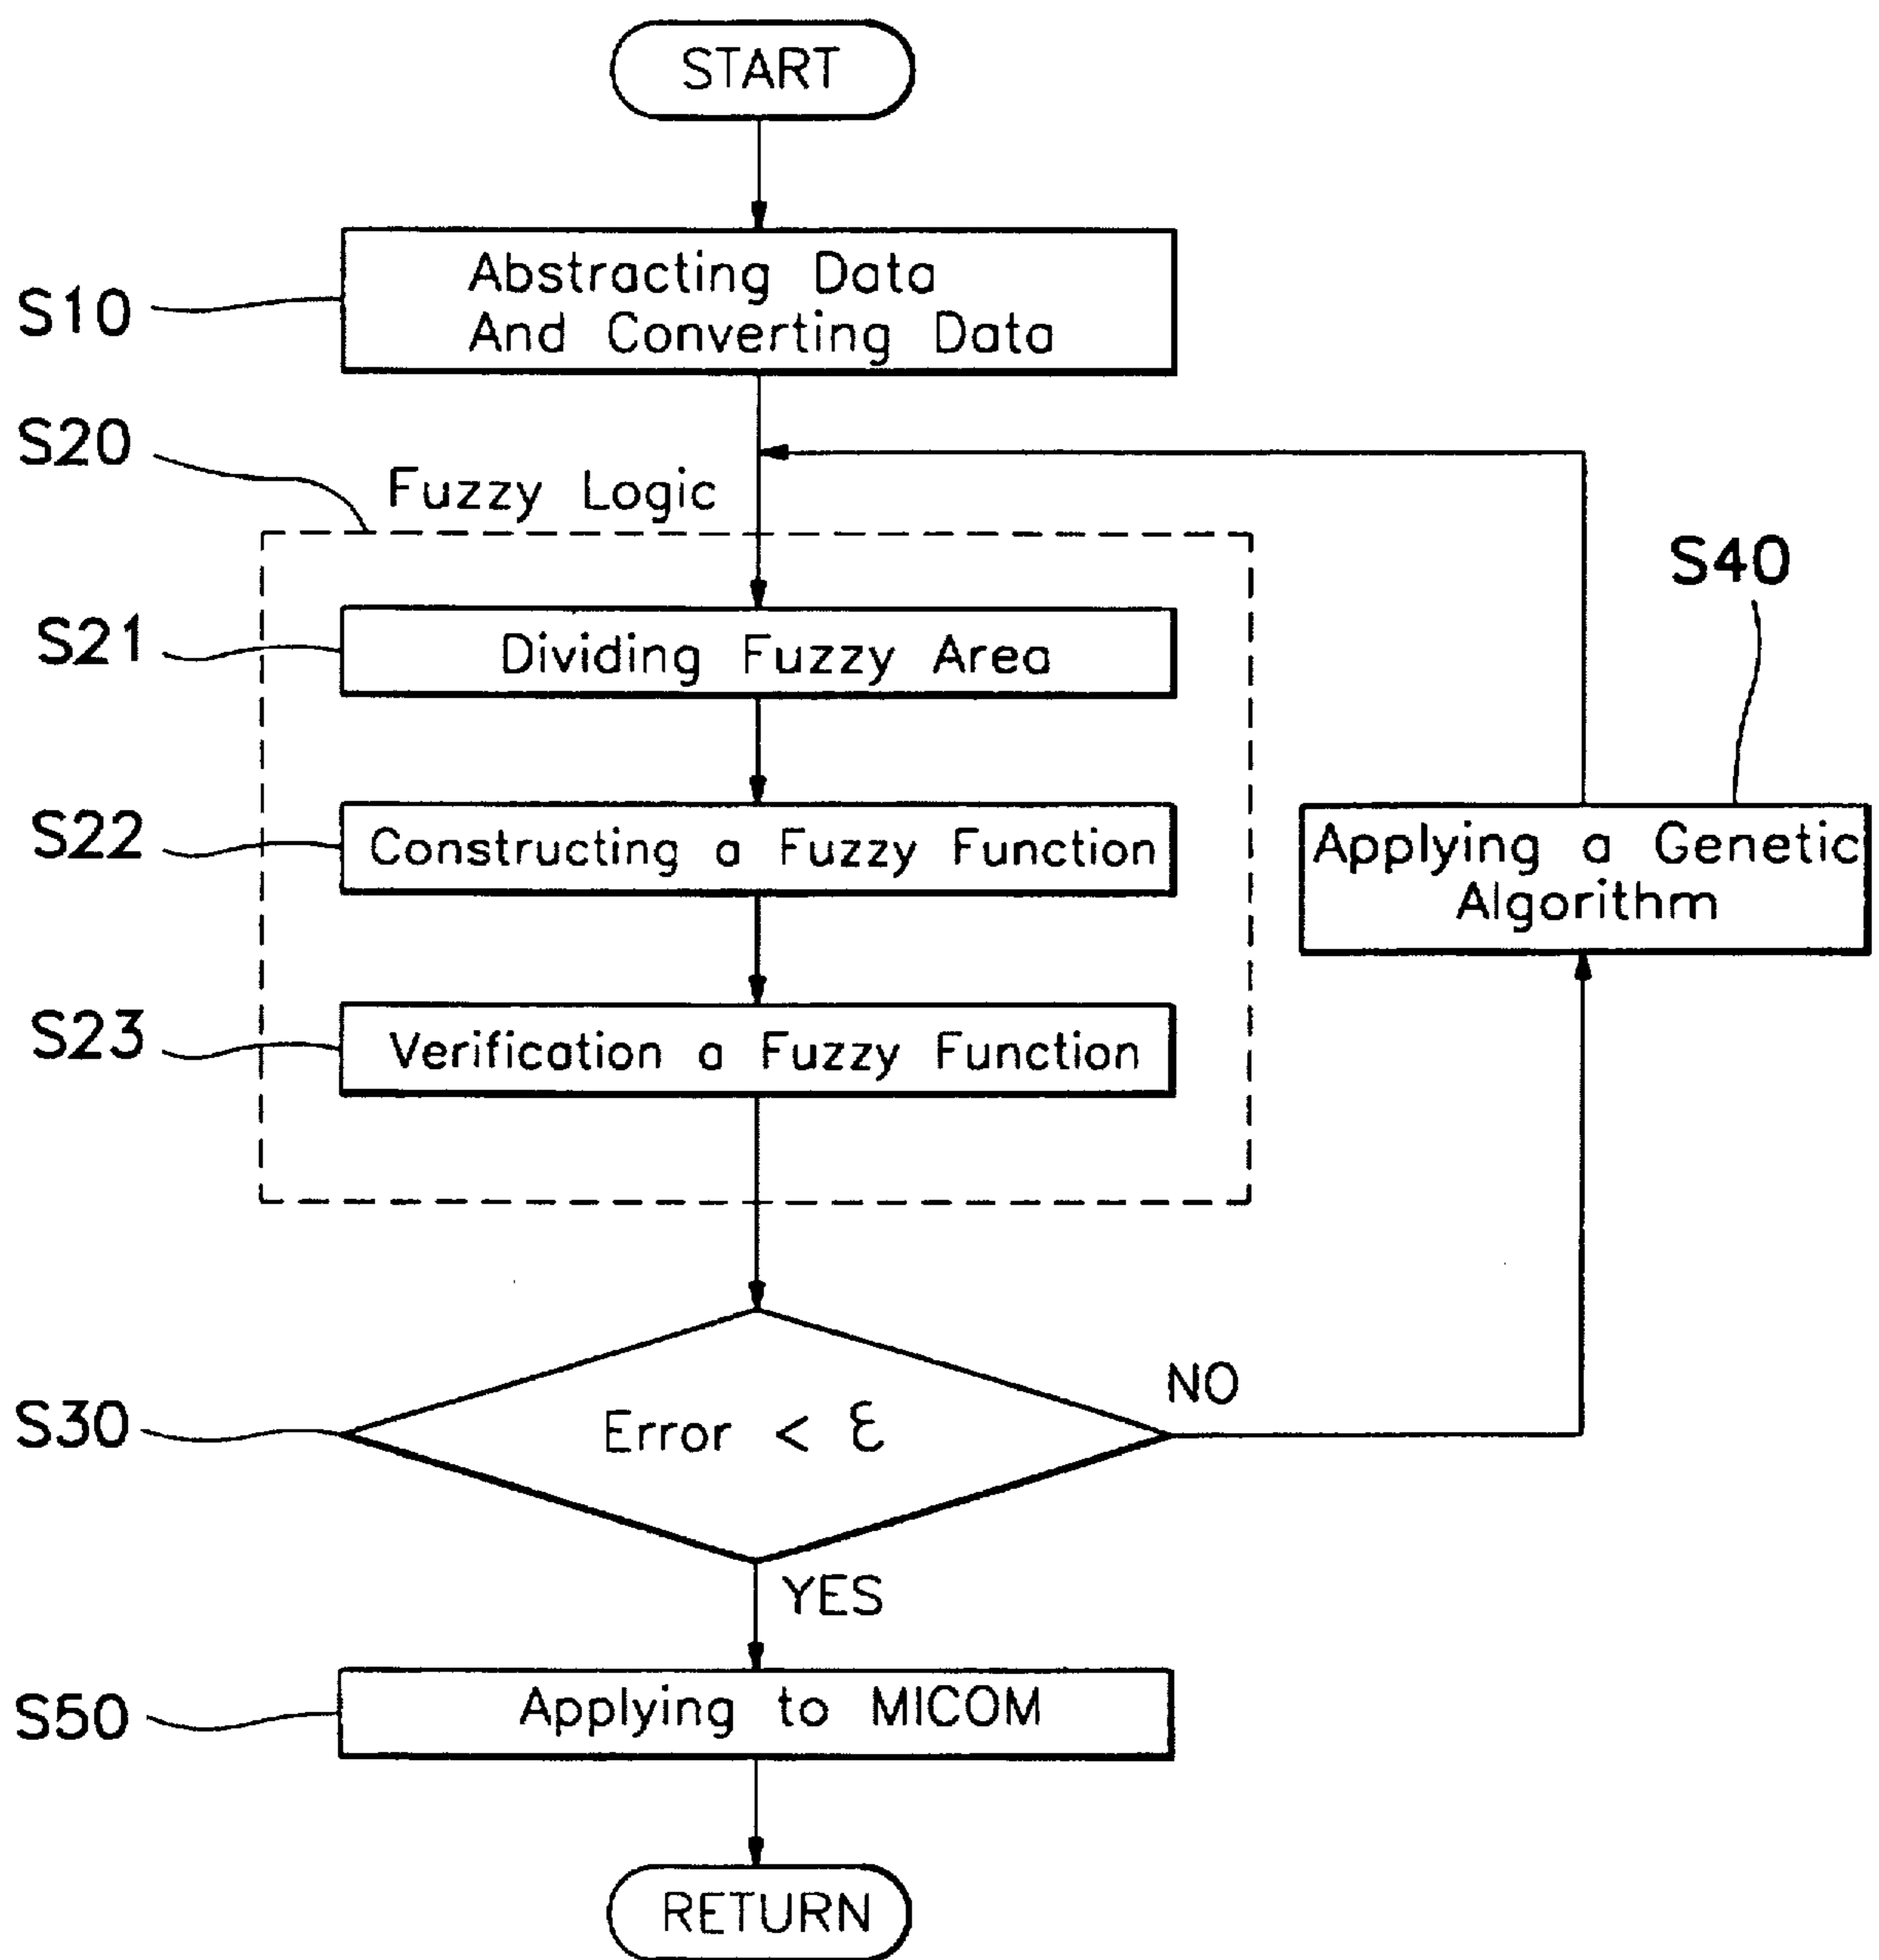 START
S10
Abstracting Data
And Converting Data
S20
Fuzzy Logic
S21
Dividing Fuzzy Area
S40
S22
Constructing a Fuzzy Function
Applying a Genetic
Algorithm
S23
Verification a Fuzzy Function
S30
Error < ε
NO
YES
S50
Applying to MICOM
RETURN